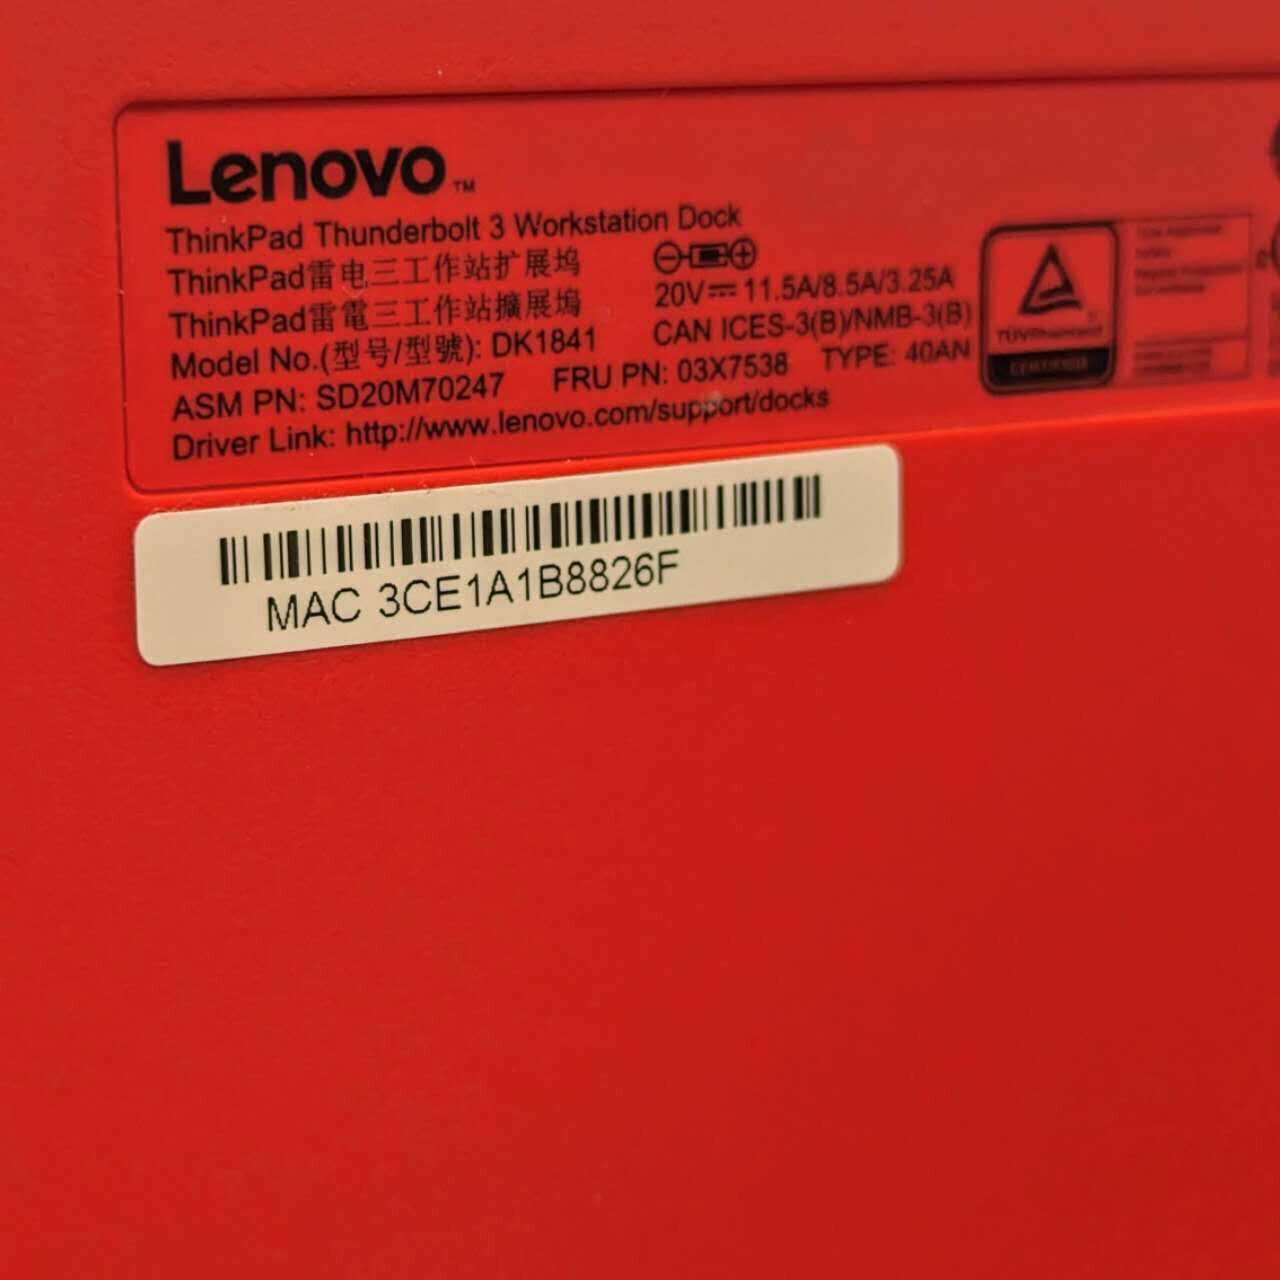 Lenovo™
ThinkPad Thunderbolt 3 Workstation Dock
ThinkPad雷电三工作站扩展坞
ThinkPad雷電三工作站擴展塢
20V⎓11.5A/8.5A/3.25A
Model No.(型号/型號): DK1841
CAN ICES-3(B)/NMB-3(B)
ASM PN: SD20M70247
FRU PN: 03X7538
TYPE: 40AN
Driver Link: http://www.lenovo.com/support/docks
TÜVRheinland
CERTIFIED
MAC 3CE1A1B8826F